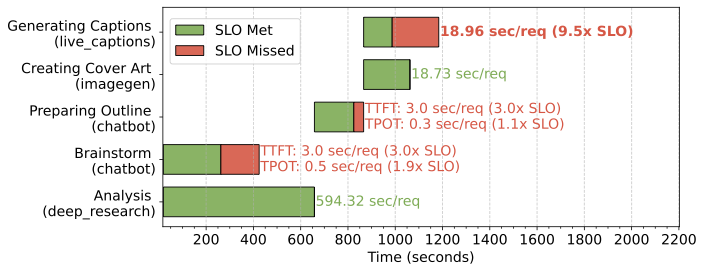 Generating Captions
(live_captions)
SLO Met
SLO Missed
18.96 sec/req (9.5x SLO)
Creating Cover Art
(imagegen)
18.73 sec/req
Preparing Outline
(chatbot)
TTFT: 3.0 sec/req (3.0x SLO)
TPOT: 0.3 sec/req (1.1x SLO)
Brainstorm
(chatbot)
TTFT: 3.0 sec/req (3.0x SLO)
TPOT: 0.5 sec/req (1.9x SLO)
Analysis
(deep_research)
594.32 sec/req
200 400 600 800 1000 1200 1400 1600 1800 2000 2200
Time (seconds)